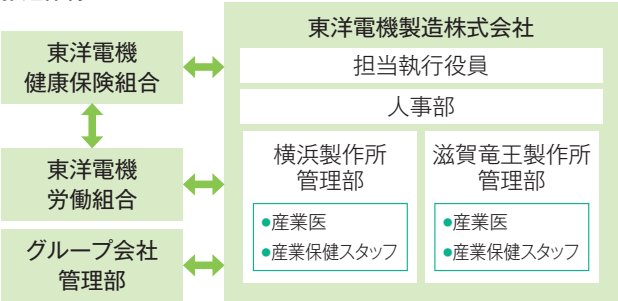 東洋電機
健康保険組合
東洋電機
労働組合
グループ会社
管理部
東洋電機製造株式会社
担当執行役員
人事部
横浜製作所
管理部
●産業医
●産業保健スタッフ
滋賀竜王製作所
管理部
●産業医
●産業保健スタッフ